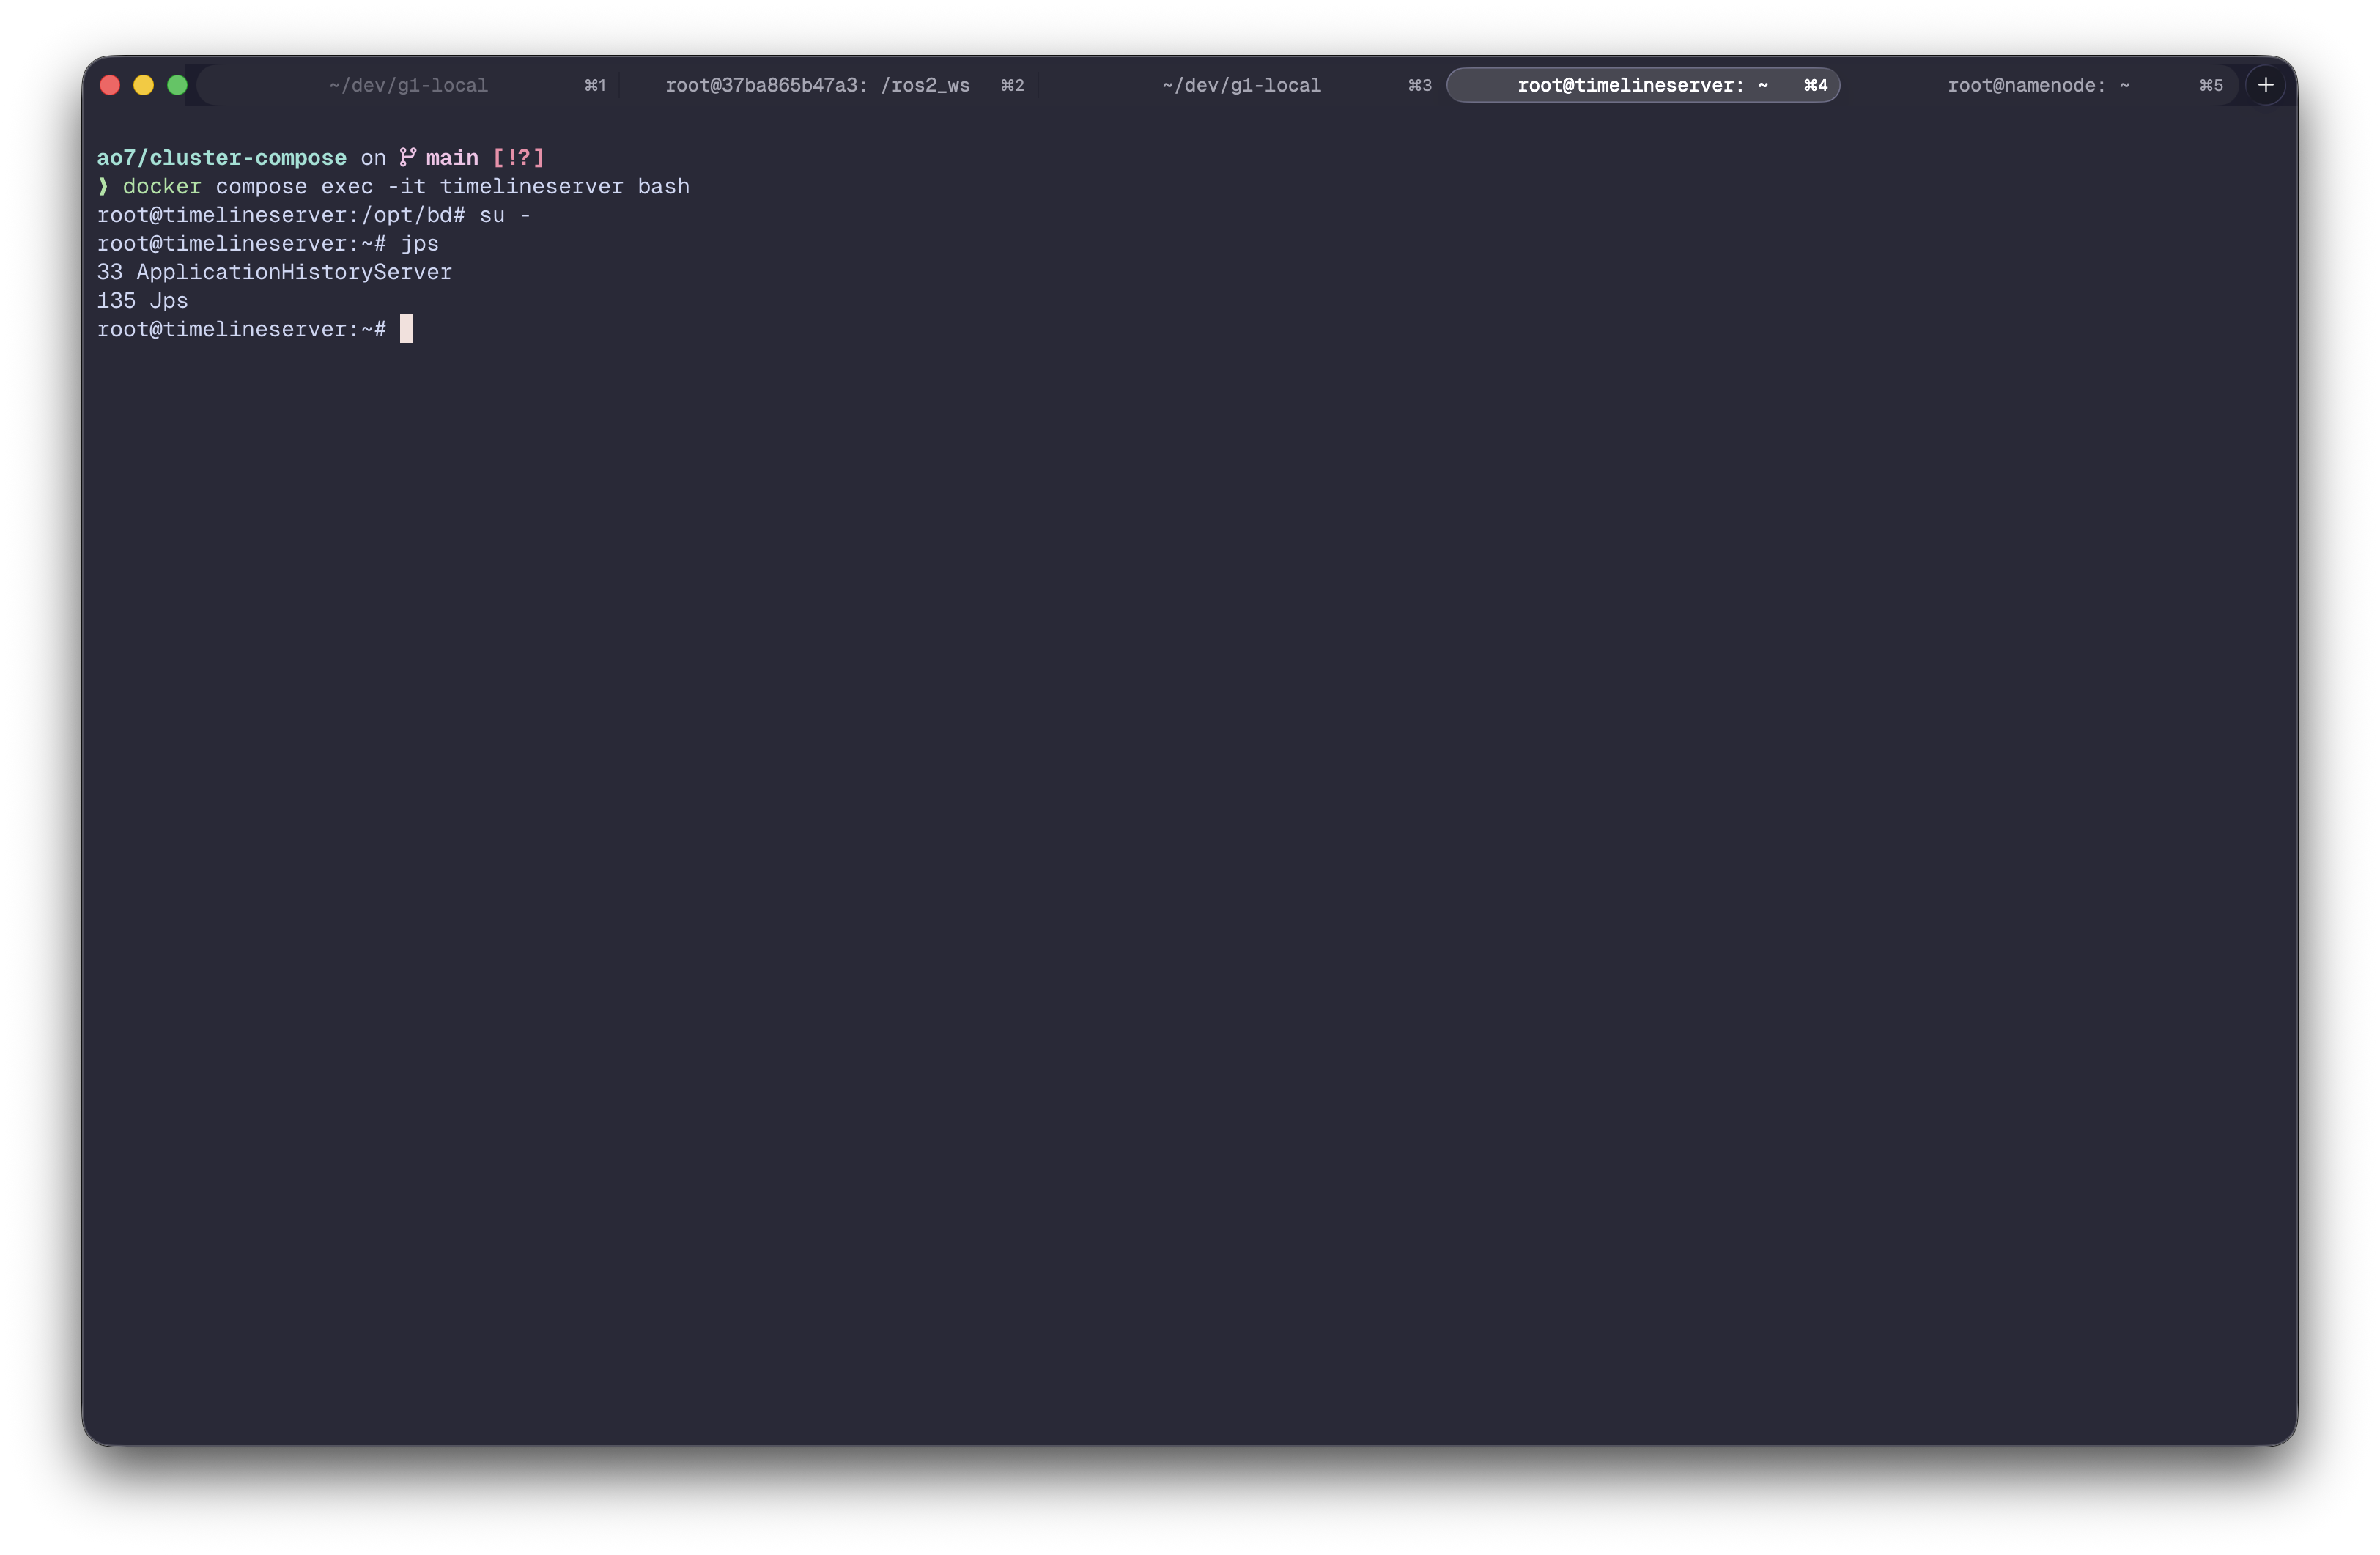 ~/dev/g1-local ⌘1 root@37ba865b47a3: /ros2_ws ⌘2 ~/dev/g1-local ⌘3 root@timelineserver: ~ ⌘4 root@namenode: ~ ⌘5 +
ao7/cluster-compose on main [!?]
❱ docker compose exec -it timelineserver bash
root@timelineserver:/opt/bd# su -
root@timelineserver:~# jps
33 ApplicationHistoryServer
135 Jps
root@timelineserver:~#